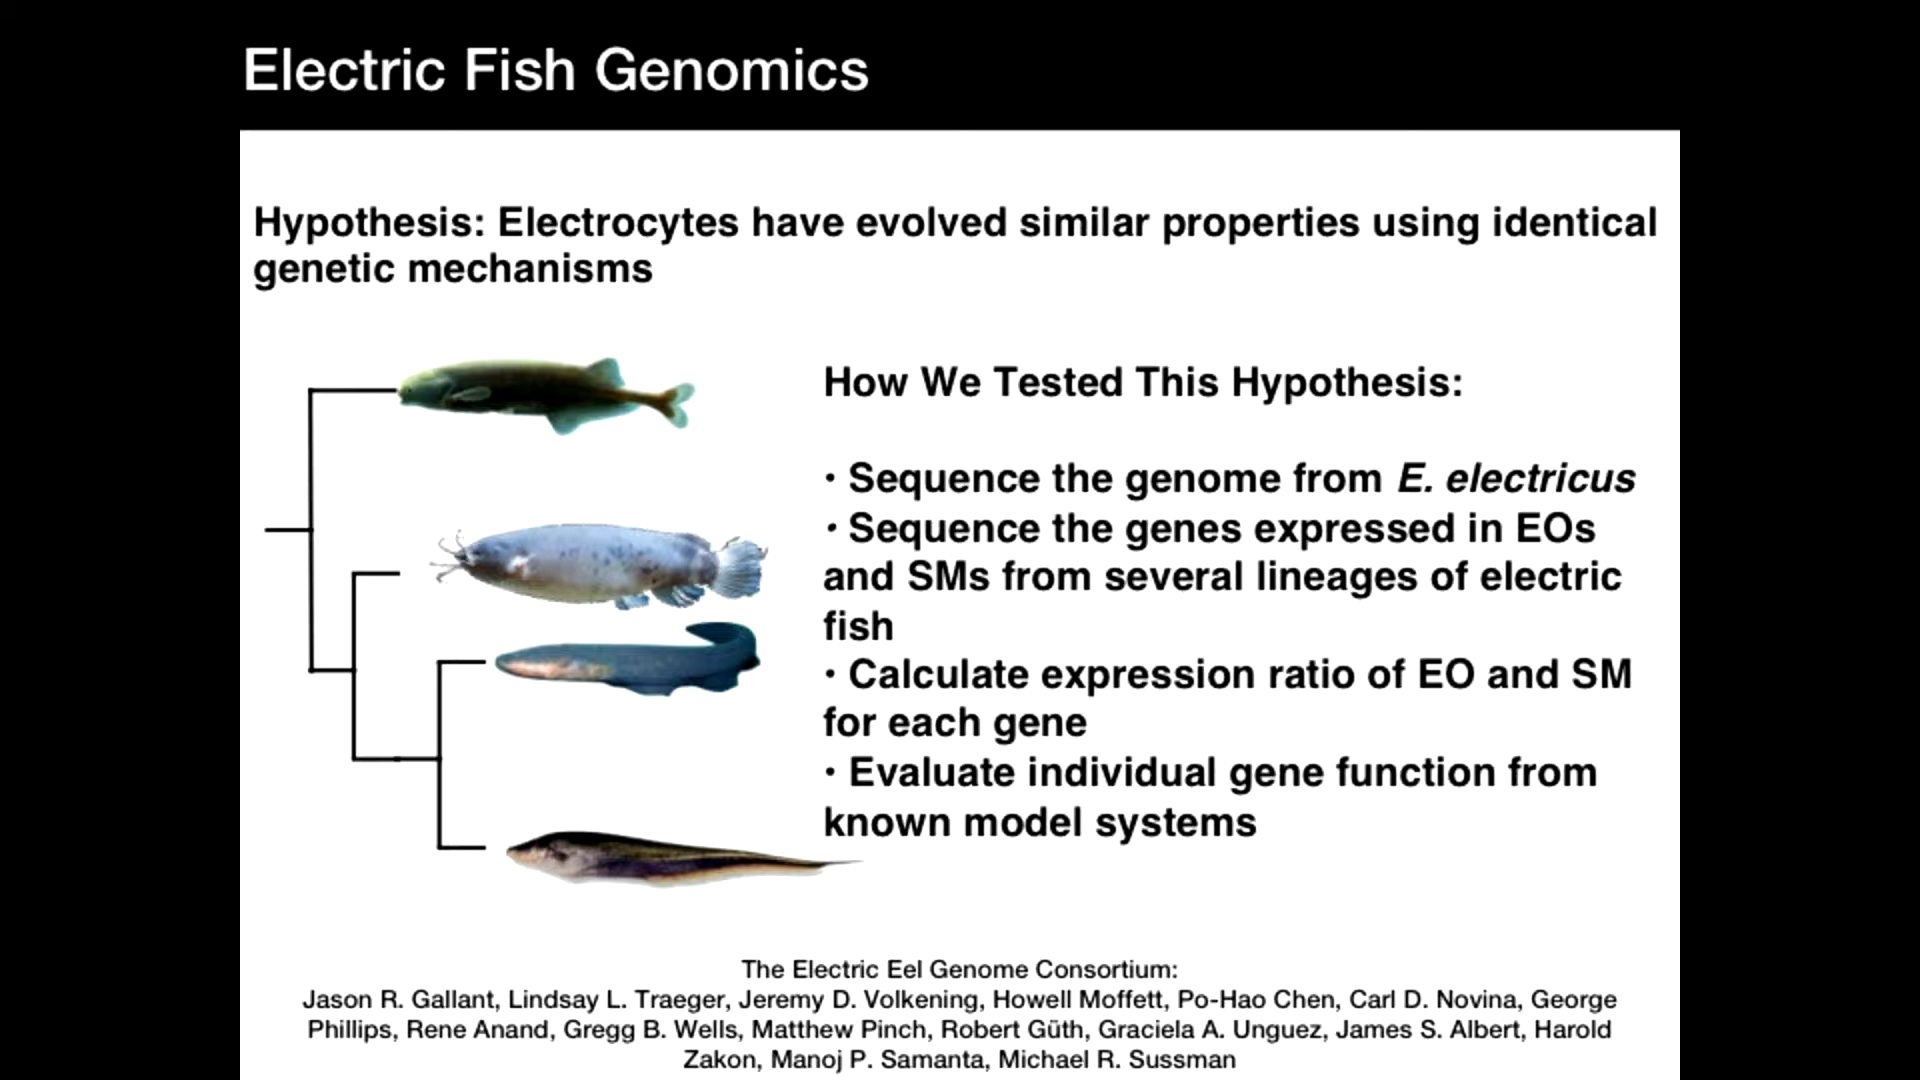 Electric Fish Genomics
Hypothesis: Electrocytes have evolved similar properties using identical
genetic mechanisms
How We Tested This Hypothesis:
· Sequence the genome from E. electricus
· Sequence the genes expressed in EOs
and SMs from several lineages of electric
fish
· Calculate expression ratio of EO and SM
for each gene
· Evaluate individual gene function from
known model systems
The Electric Eel Genome Consortium:
Jason R. Gallant, Lindsay L. Traeger, Jeremy D. Volkening, Howell Moffett, Po-Hao Chen, Carl D. Novina, George
Phillips, Rene Anand, Gregg B. Wells, Matthew Pinch, Robert Güth, Graciela A. Unguez, James S. Albert, Harold
Zakon, Manoj P. Samanta, Michael R. Sussman